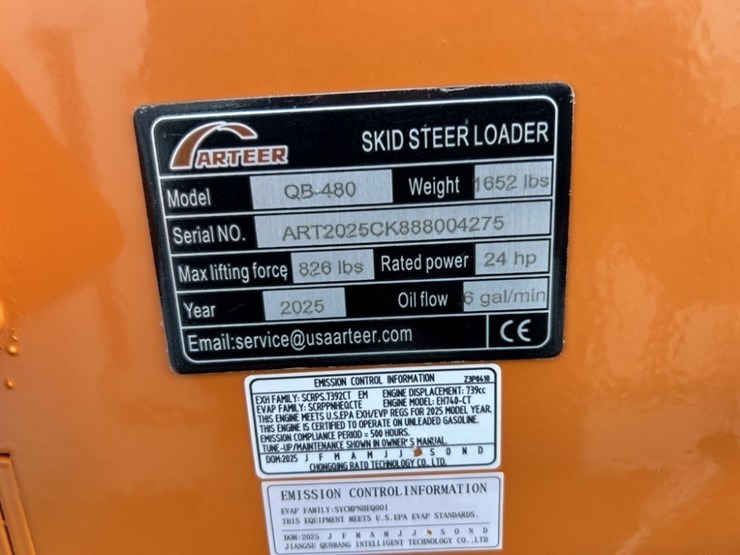 ARTEER
SKID STEER LOADER
Model QB-480 Weight 1652 lbs
Serial NO. ART2025CK888004275
Max lifting force 826 lbs Rated power 24 hp
Year 2025 Oil flow 6 gal/min
Email:service@usaarteer.com CE
EMISSION CONTROL INFORMATION Z3P0410
EXH FAMILY: SCRPS.7392CT EM ENGINE DISPLACEMENT: 739cc
EVAP FAMILY: SCRPPNHEQCTE ENGINE MODEL: EH740-CT
THIS ENGINE MEETS U.S.EPA EXH/EVP REGS FOR 2025 MODEL YEAR.
THIS ENGINE IS CERTIFIED TO OPERATE ON UNLEADED GASOLINE.
EMISSION COMPLIANCE PERIOD = 500 HOURS.
TUNE-UP/MAINTENANCE SHOWN IN OWNER'S MANUAL.
DOM:2025 J F M A M J J S O N D
CHONGQING RATO TECHNOLOGY CO., LTD.
EMISSION CONTROLINFORMATION
EVAP FAMILY:SYCMPNHEQ001
THIS EQUIPMENT MEETS U.S.EPA EVAP STANDARDS.
DOM:2025 J F M A M J J S O N D
JIANGSU QUNBANG INTELLIGENT TECHNOLOGY CO.,LTD